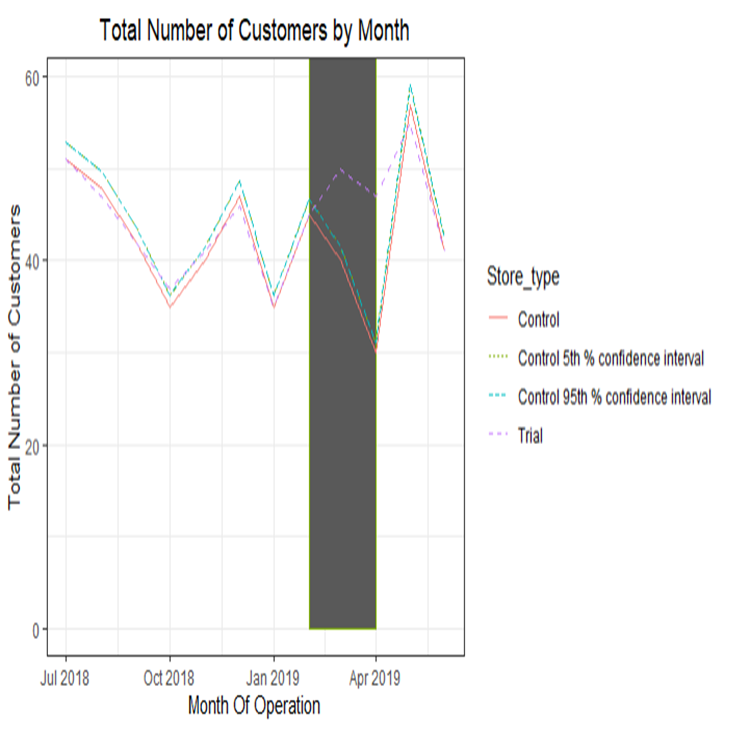 Total Number of Customers by Month
Total Number of Customers
60
40
20
0
Jul 2018
Oct 2018
Jan 2019
Apr 2019
Month Of Operation
Store_type
Control
Control 5th % confidence interval
Control 95th % confidence interval
Trial